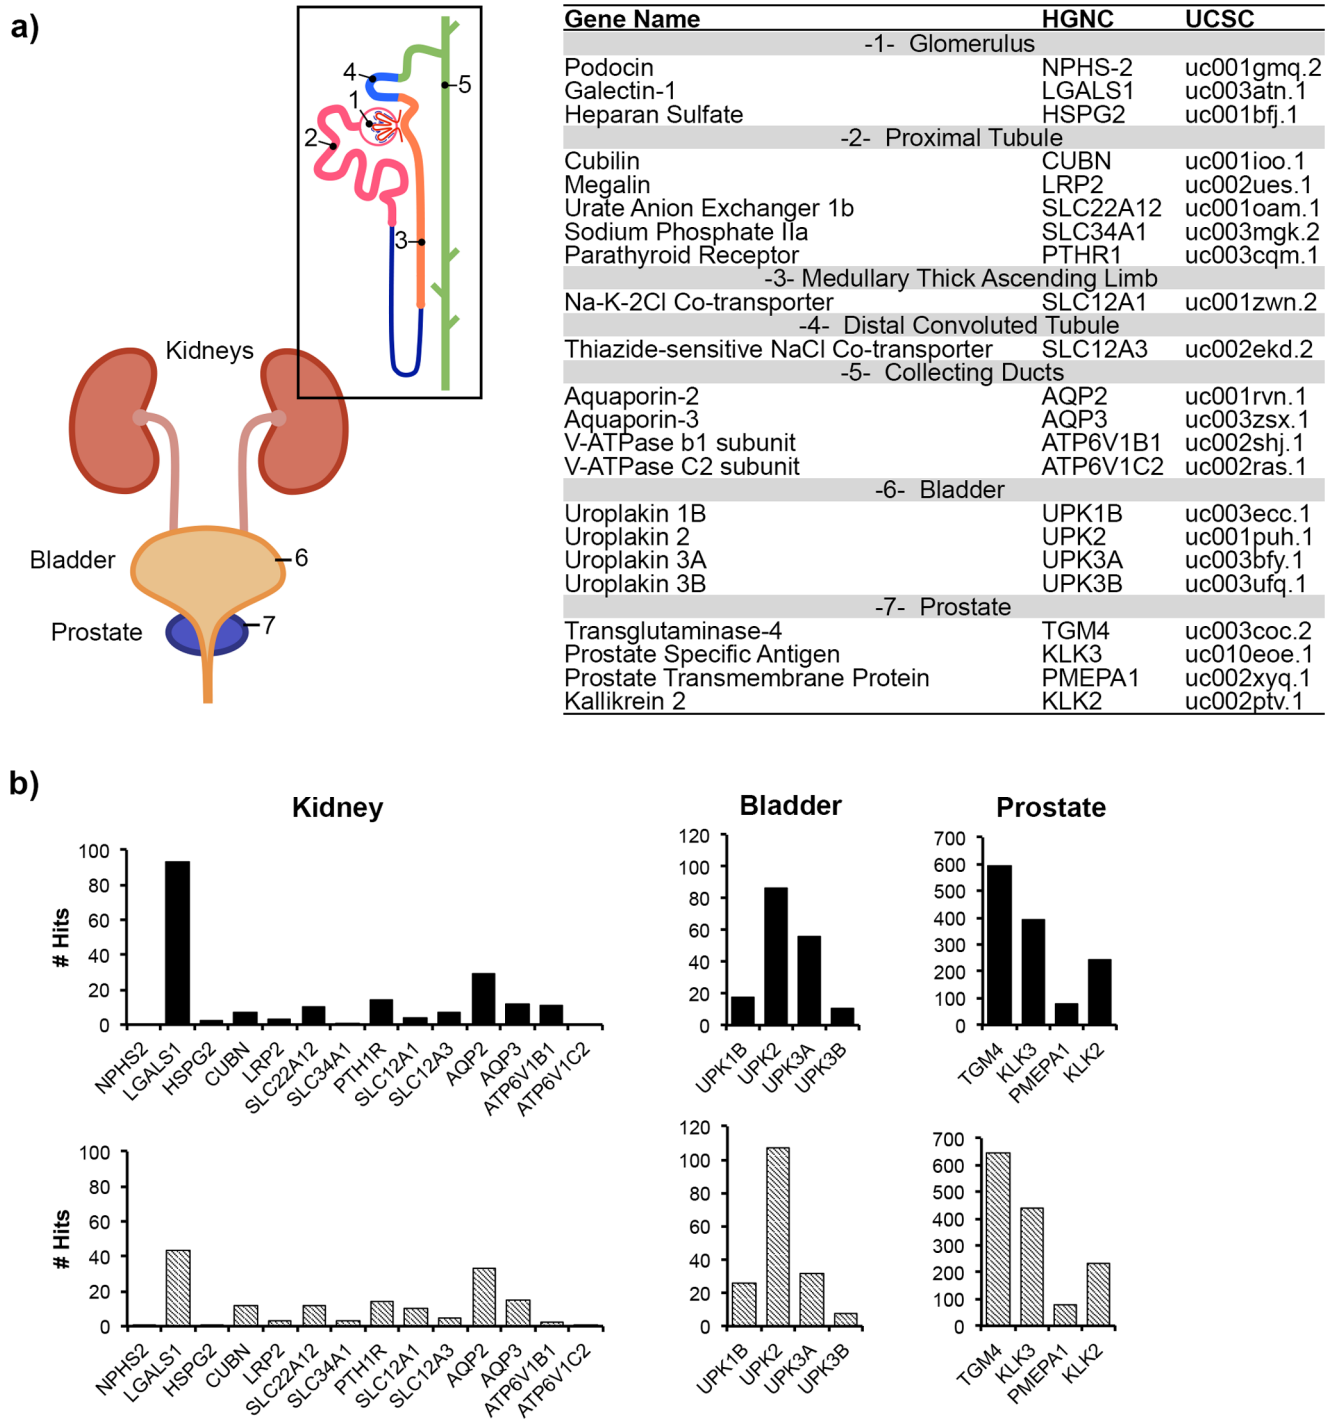 a)
4
5
1
2
3
Kidneys
Bladder
6
Prostate
7
Gene Name HGNC UCSC
-1- Glomerulus
Podocin NPHS-2 uc001gmq.2
Galectin-1 LGALS1 uc003atn.1
Heparan Sulfate HSPG2 uc001bfj.1
-2- Proximal Tubule
Cubilin CUBN uc001ioo.1
Megalin LRP2 uc002ues.1
Urate Anion Exchanger 1b SLC22A12 uc001oam.1
Sodium Phosphate IIa SLC34A1 uc003mgk.2
Parathyroid Receptor PTHR1 uc003cqm.1
-3- Medullary Thick Ascending Limb
Na-K-2Cl Co-transporter SLC12A1 uc001zwn.2
-4- Distal Convoluted Tubule
Thiazide-sensitive NaCl Co-transporter SLC12A3 uc002ekd.2
-5- Collecting Ducts
Aquaporin-2 AQP2 uc001rvn.1
Aquaporin-3 AQP3 uc003zsx.1
V-ATPase b1 subunit ATP6V1B1 uc002shj.1
V-ATPase C2 subunit ATP6V1C2 uc002ras.1
-6- Bladder
Uroplakin 1B UPK1B uc003ecc.1
Uroplakin 2 UPK2 uc001puh.1
Uroplakin 3A UPK3A uc003bfy.1
Uroplakin 3B UPK3B uc003ufq.1
-7- Prostate
Transglutaminase-4 TGM4 uc003coc.2
Prostate Specific Antigen KLK3 uc010eoe.1
Prostate Transmembrane Protein PMEPA1 uc002xyq.1
Kallikrein 2 KLK2 uc002ptv.1
b)
Kidney
# Hits
100
80
60
40
20
0
NPHS2 LGALS1 HSPG2 CUBN LRP2 SLC22A12 SLC34A1 PTH1R SLC12A1 SLC12A3 AQP2 AQP3 ATP6V1B1 ATP6V1C2
Bladder
120
100
80
60
40
20
0
UPK1B UPK2 UPK3A UPK3B
Prostate
700
600
500
400
300
200
100
0
TGM4 KLK3 PMEPA1 KLK2
# Hits
100
80
60
40
20
0
NPHS2 LGALS1 HSPG2 CUBN LRP2 SLC22A12 SLC34A1 PTH1R SLC12A1 SLC12A3 AQP2 AQP3 ATP6V1B1 ATP6V1C2
120
100
80
60
40
20
0
UPK1B UPK2 UPK3A UPK3B
700
600
500
400
300
200
100
0
TGM4 KLK3 PMEPA1 KLK2